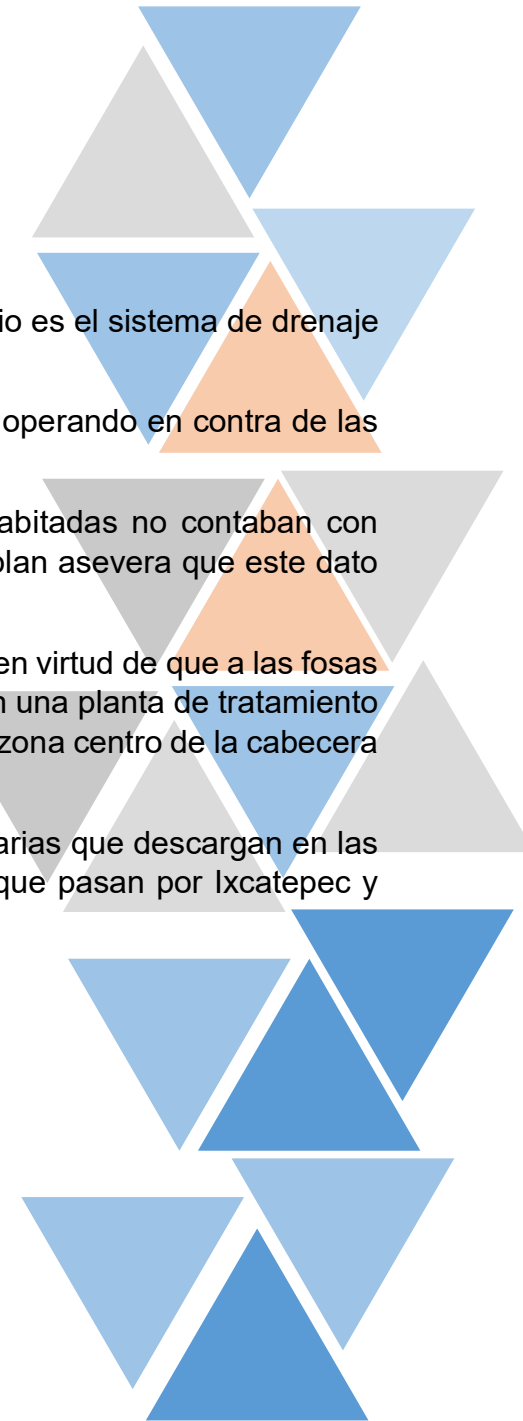 io es el sistema de drenaje
operando en contra de las
abitadas no contaban con
plan asevera que este dato
en virtud de que a las fosas
n una planta de tratamiento
zona centro de la cabecera
arias que descargan en las
que pasan por Ixcatepec y